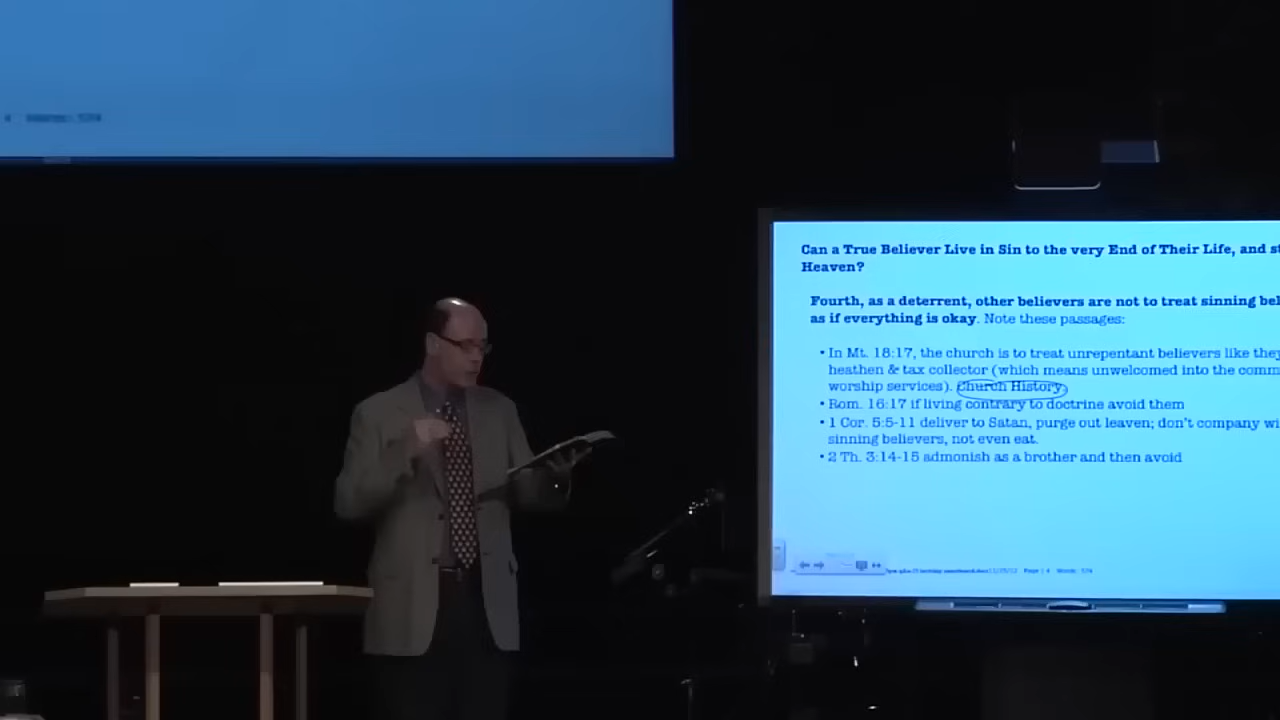 Can a True Believer Live in Sin to the very End of Their Life, and st
Heaven?
Fourth, as a deterrent, other believers are not to treat sinning bel
as if everything is okay. Note these passages:
• In Mt. 18:17, the church is to treat unrepentant believers like they
heathen & tax collector (which means unwelcomed into the comm
worship services). Church History
• Rom. 16:17 if living contrary to doctrine avoid them
• 1 Cor. 5:5-11 deliver to Satan, purge out leaven; don't company wi
sinning believers, not even eat.
• 2 Th. 3:14-15 admonish as a brother and then avoid
Page | 4 Words: 574